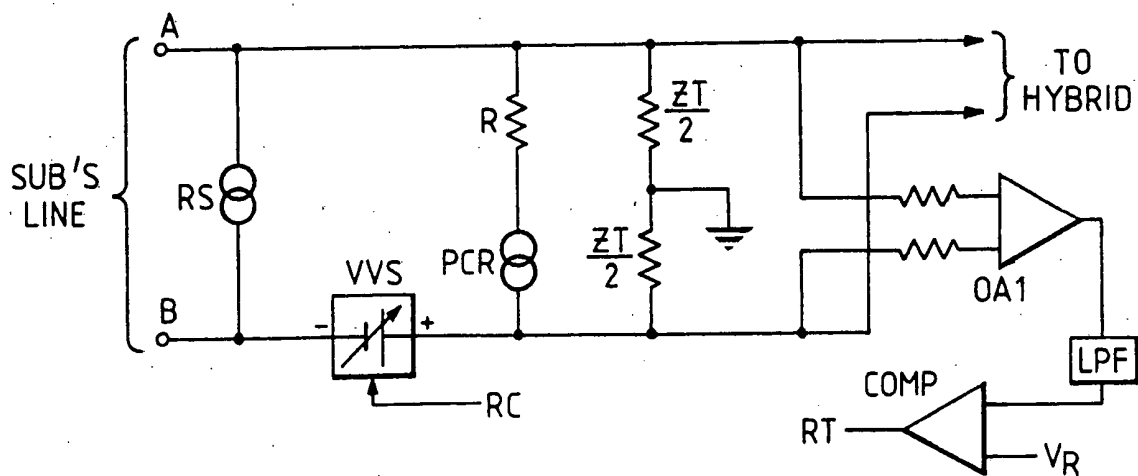 A
TO
HYBRID
ZT
2
R
SUB'S
LINE
RS
PCR
ZT
2
VVS
OA1
B
- +
LPF
RC
COMP
RT
VR